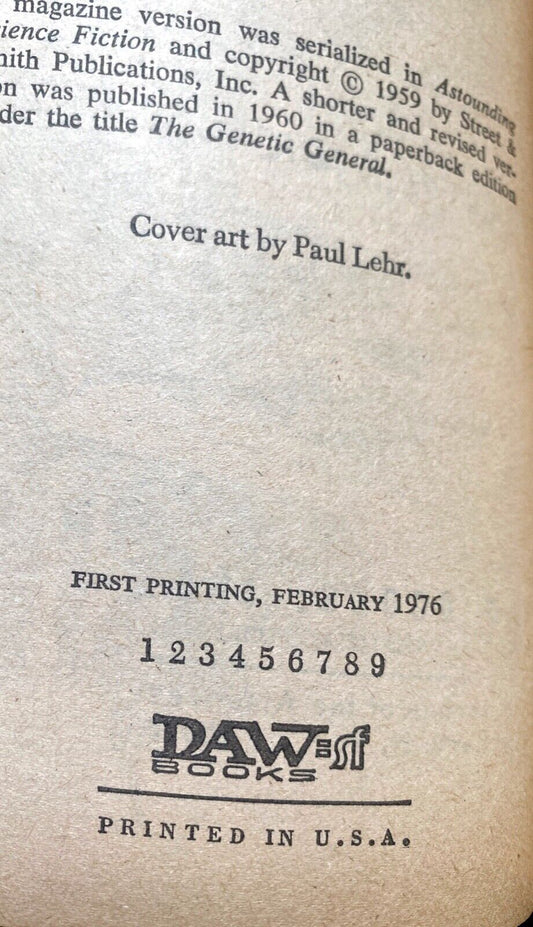 magazine version was serialized in Astounding
ience Fiction and copyright © 1959 by Street &
ith Publications, Inc. A shorter and revised ver-
on was published in 1960 in a paperback edition
der the title The Genetic General.
Cover art by Paul Lehr.
FIRST PRINTING, FEBRUARY 1976
1 2 3 4 5 6 7 8 9
DAW=sf
BOOKS
PRINTED IN U.S.A.